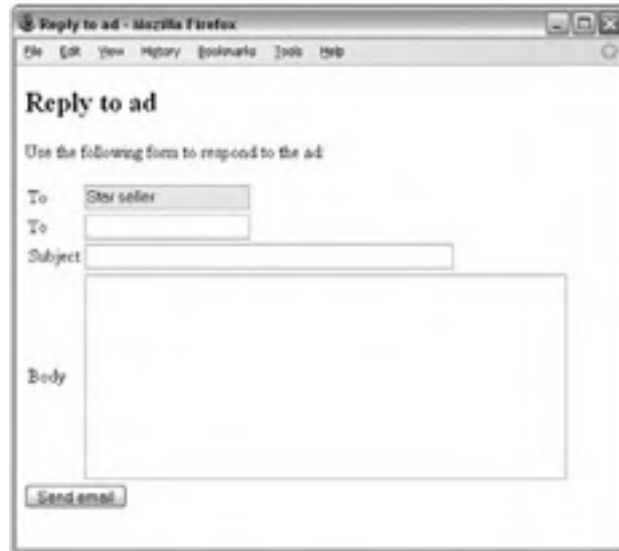 Reply to ad - Mozilla Firefox
File Edit View History Bookmarks Tools Help
Reply to ad
Use the following form to respond to the ad:
To Star seller
To
Subject
Body
Send email